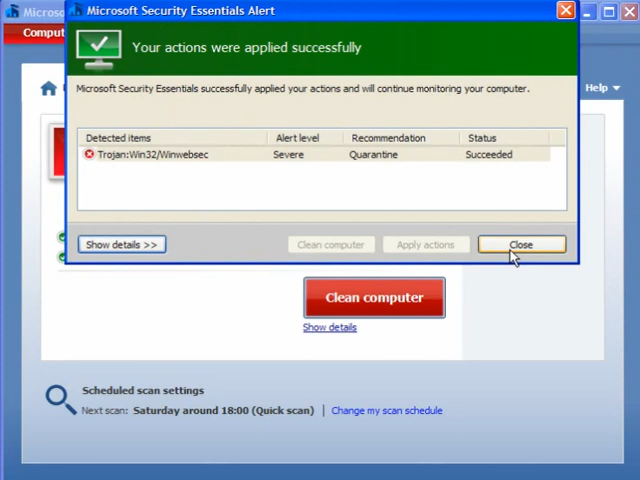 Microsoft Security Essentials Alert
Microso
Comput
Your actions were applied successfully
Microsoft Security Essentials successfully applied your actions and will continue monitoring your computer.
Help
Detected items Alert level Recommendation Status
Trojan:Win32/Winwebsec Severe Quarantine Succeeded
Show details >> Clean computer Apply actions Close
Clean computer
Show details
Scheduled scan settings
Next scan: Saturday around 18:00 (Quick scan) | Change my scan schedule